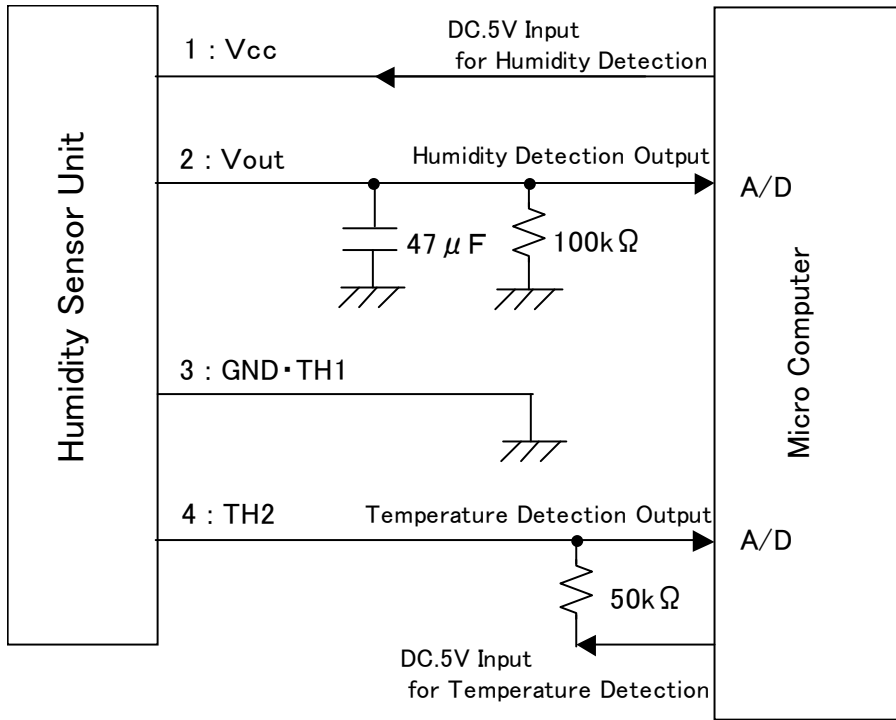 Humidity Sensor Unit
1 : Vcc
DC.5V Input
for Humidity Detection
2 : Vout
Humidity Detection Output
A/D
47 μ F
100kΩ
3 : GND・TH1
Micro Computer
4 : TH2
Temperature Detection Output
A/D
50kΩ
DC.5V Input
for Temperature Detection